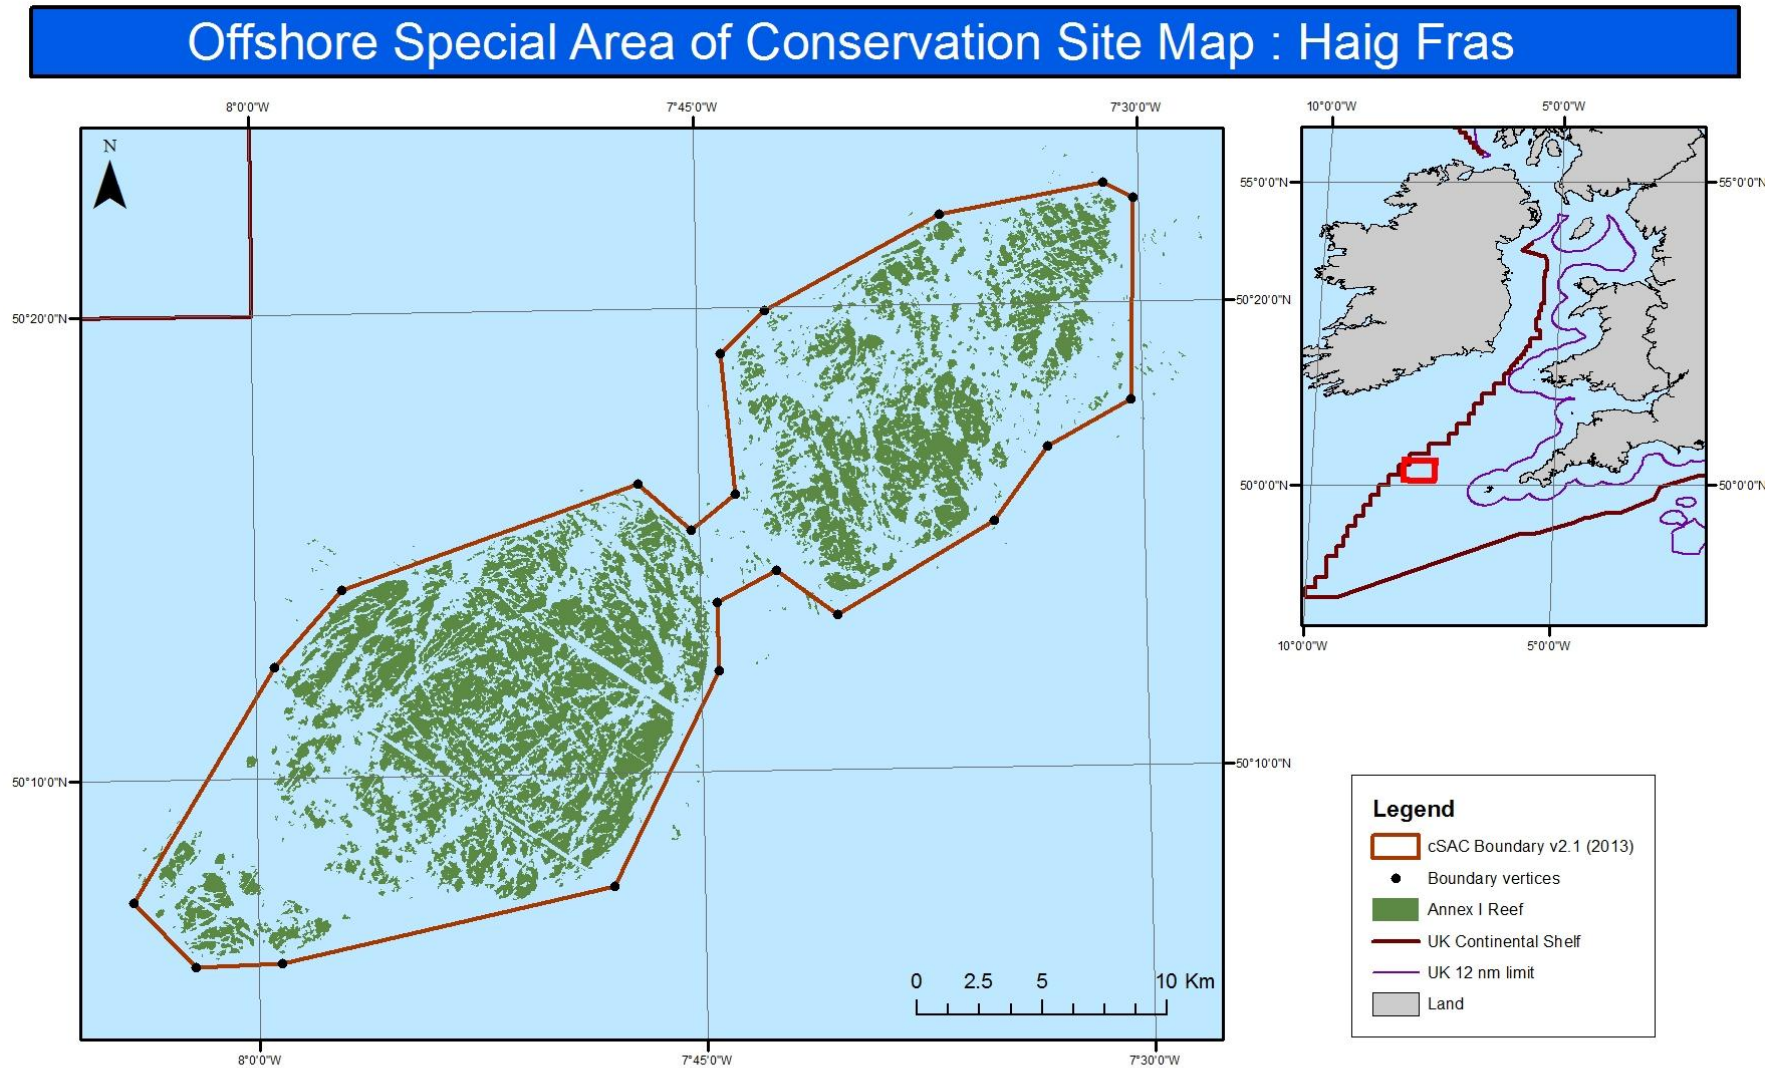 Offshore Special Area of Conservation Site Map : Haig Fras
8°0'0"W 7°45'0"W 7°30'0"W
10°0'0"W 5°0'0"W
N
55°0'0"N 55°0'0"N
50°20'0"N 50°20'0"N
50°0'0"N 50°0'0"N
10°0'0"W 5°0'0"W
50°10'0"N 50°10'0"N
Legend
cSAC Boundary v2.1 (2013)
Boundary vertices
Annex I Reef
UK Continental Shelf
UK 12 nm limit
Land
0 2.5 5 10 Km
8°0'0"W 7°45'0"W 7°30'0"W